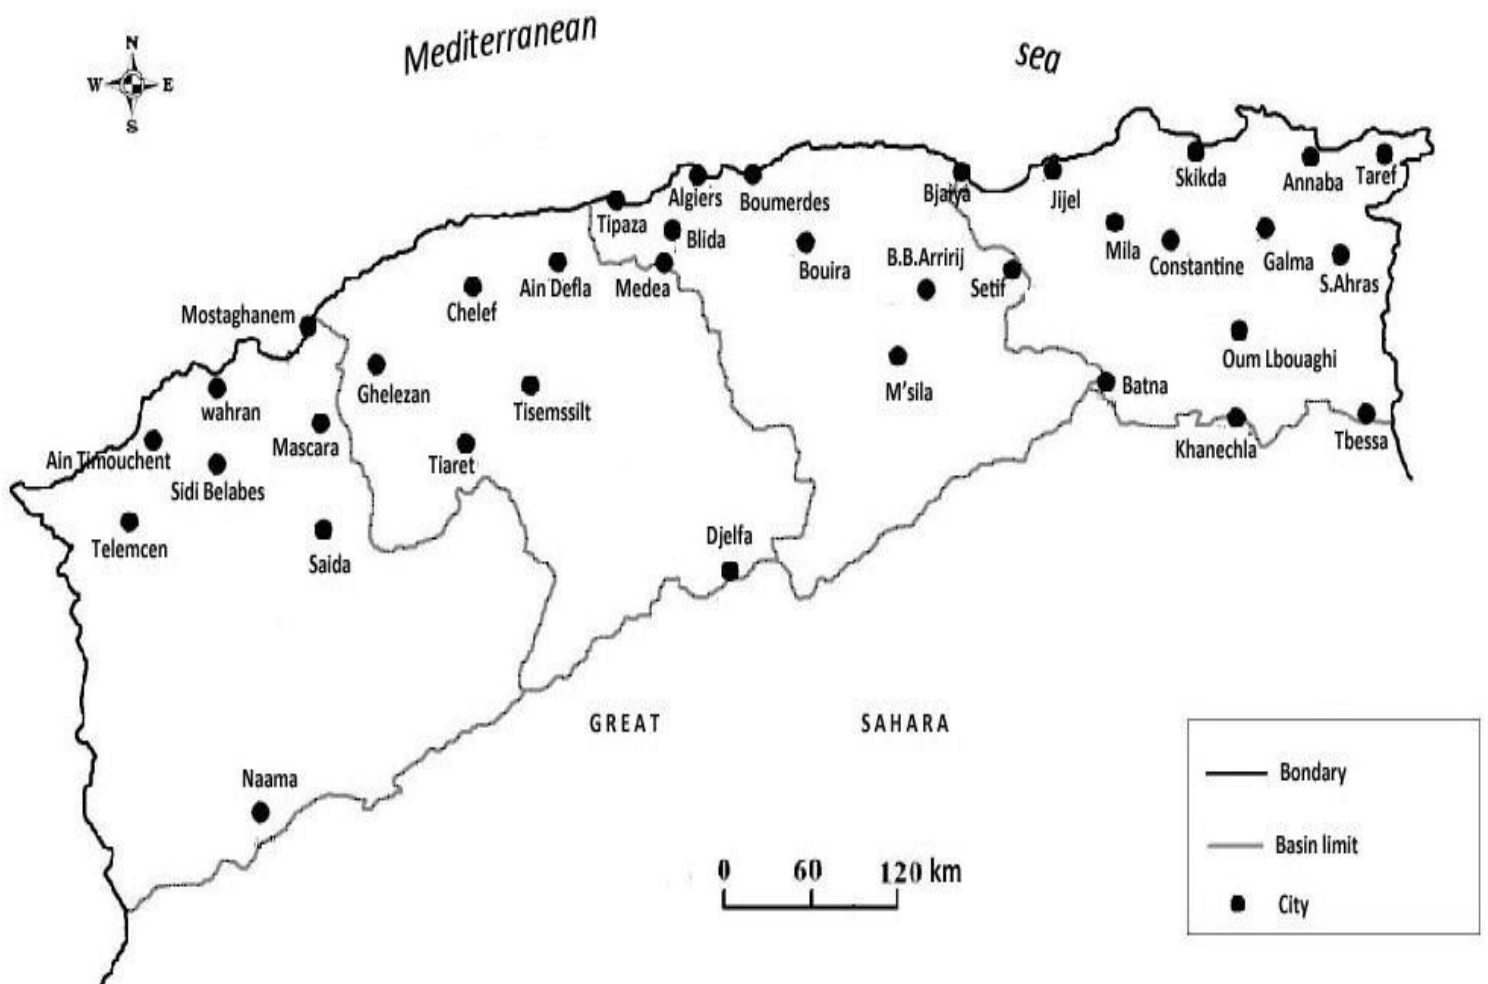 Mediterranean
sea
N
W E
S
Skikda
Annaba
Taref
Algiers
Boumerdes
Bjaiya
Jijel
Tipaza
Blida
Mila
Constantine
Galma
S.Ahras
Bouira
B.B.Arririj
Setif
Ain Defla
Medea
Chelef
Mostaghanem
Oum Lbouaghi
Ghelezan
M'sila
Batna
wahran
Tisemssilt
Mascara
Khanechla
Tbessa
Ain Timouchent
Tiaret
Sidi Belabes
Telemcen
Saida
Djelfa
GREAT SAHARA
Naama
0 60 120 km
Bondary
Basin limit
City